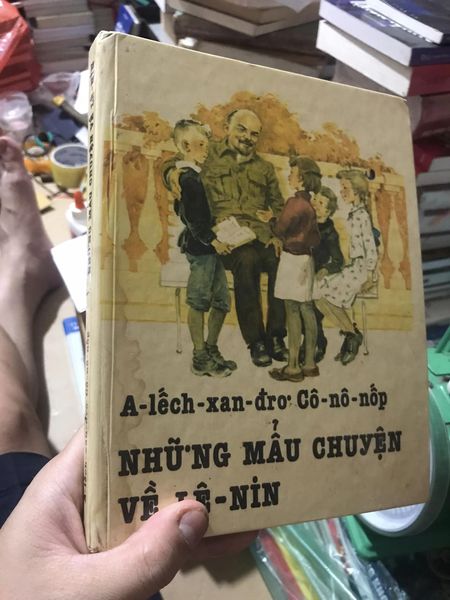 A-lếch-xan-đrơ Cô-nô-nốp
NHỮNG MẨU CHUYỆN
VỀ LÊ-NIN